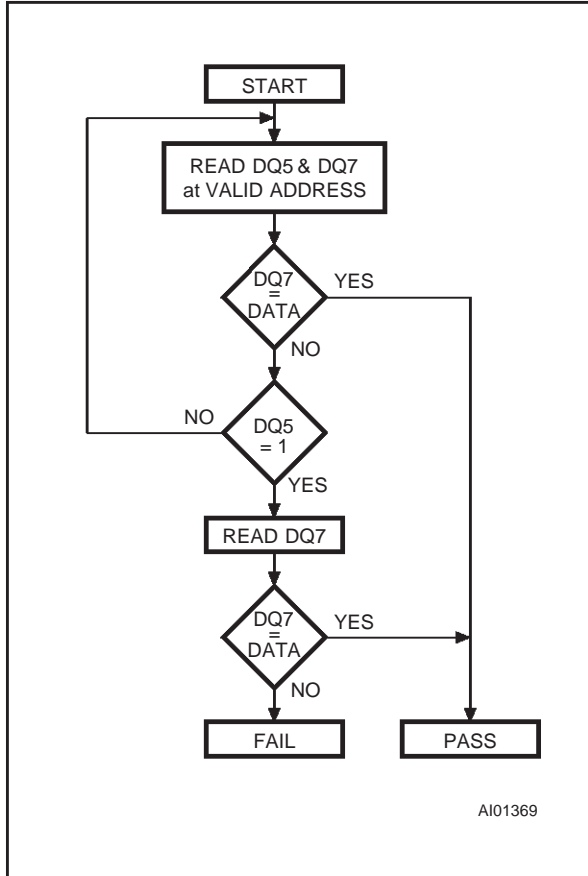 START
READ DQ5 & DQ7
at VALID ADDRESS
DQ7
=
DATA
YES
NO
DQ5
= 1
NO
YES
READ DQ7
DQ7
=
DATA
YES
NO
FAIL
PASS
AI01369